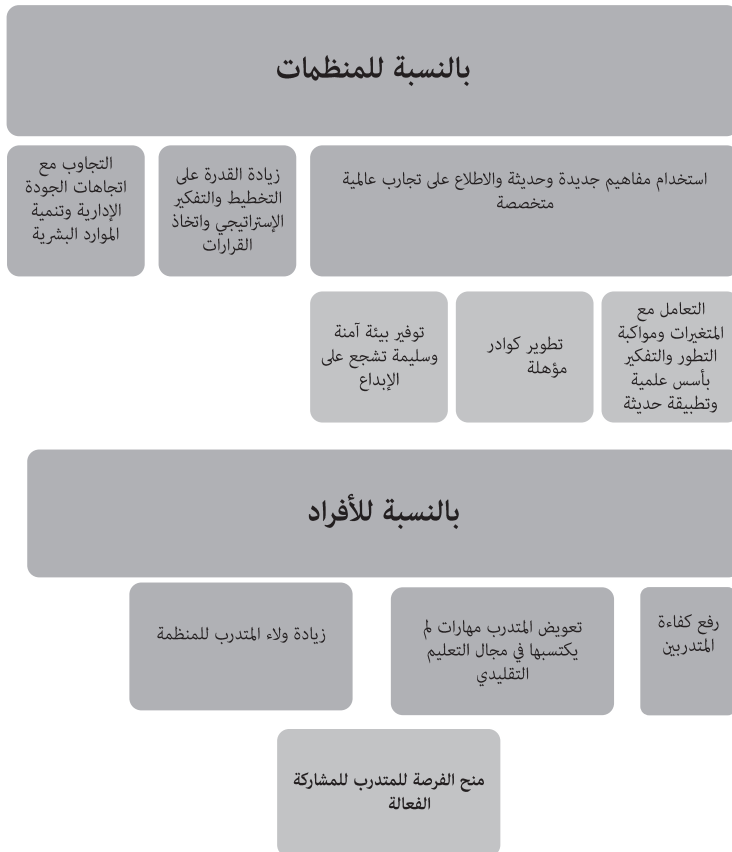 بالنسبة للمنظمات
استخدام مفاهيم جديدة وحديثة والاطلاع على تجارب عالمية
متخصصة
زيادة القدرة على
التخطيط والتفكير
الإستراتيجي واتخاذ
القرارات
التجاوب مع
اتجاهات الجودة
الإدارية وتنمية
الموارد البشرية
التعامل مع
المتغيرات ومواكبة
التطور والتفكير
بأسس علمية
وتطبيقة حديثة
تطوير كوادر
مؤهلة
توفير بيئة آمنة
وسليمة تشجع على
الإبداع
بالنسبة للأفراد
رفع كفاءة
المتدربين
تعويض المتدرب مهارات لم
يكتسبها في مجال التعليم
التقليدي
زيادة ولاء المتدرب للمنظمة
منح الفرصة للمتدرب للمشاركة
الفعالة